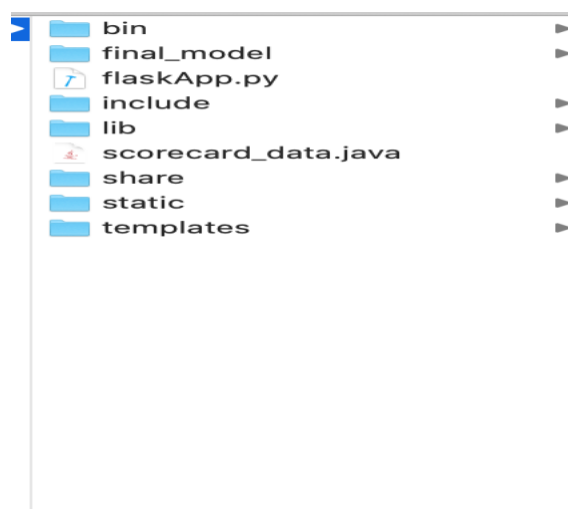 bin
final_model
flaskApp.py
include
lib
scorecard_data.java
share
static
templates